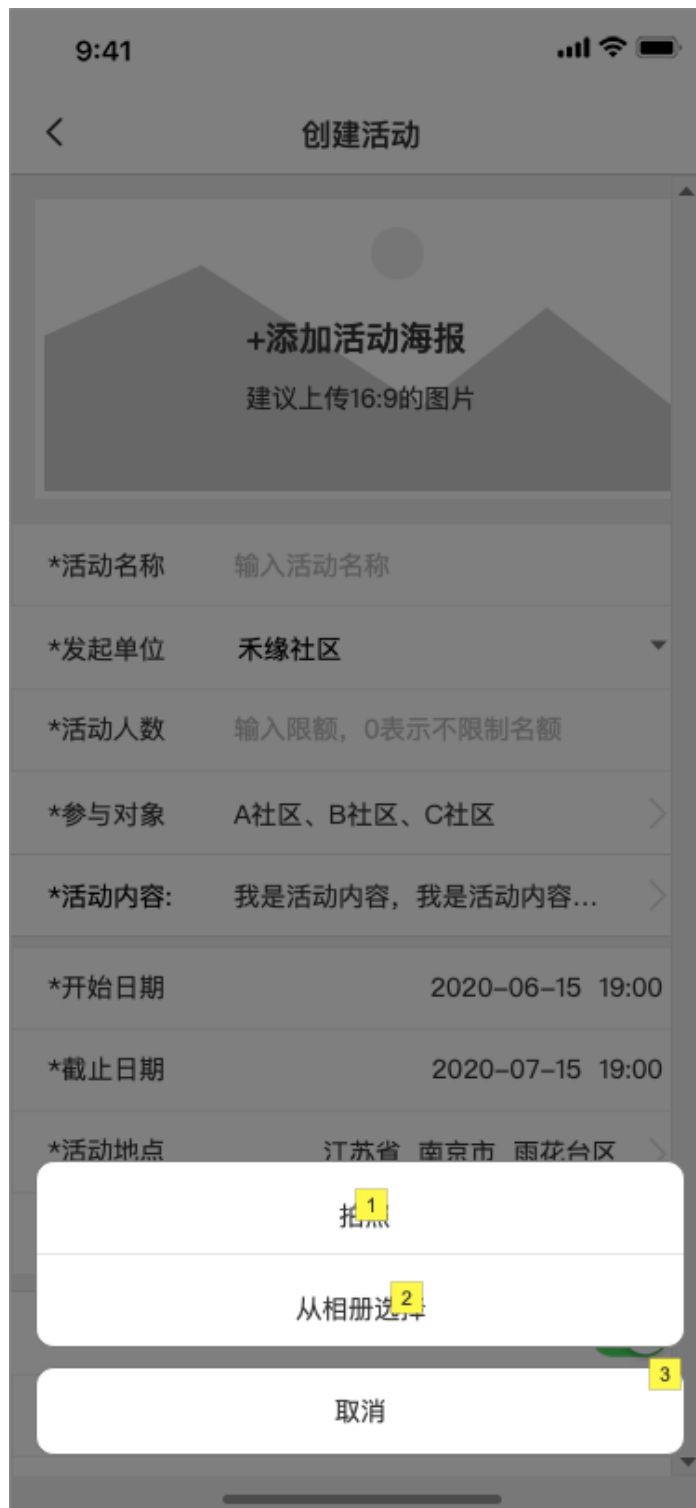 9:41
创建活动
+添加活动海报
建议上传16:9的图片
*活动名称 输入活动名称
*发起单位 禾缘社区
*活动人数 输入限额，0表示不限制名额
*参与对象 A社区、B社区、C社区
*活动内容: 我是活动内容，我是活动内容...
*开始日期 2020-06-15 19:00
*截止日期 2020-07-15 19:00
*活动地点 江苏省 南京市 雨花台区
拍照 1
从相册选择 2
3
取消